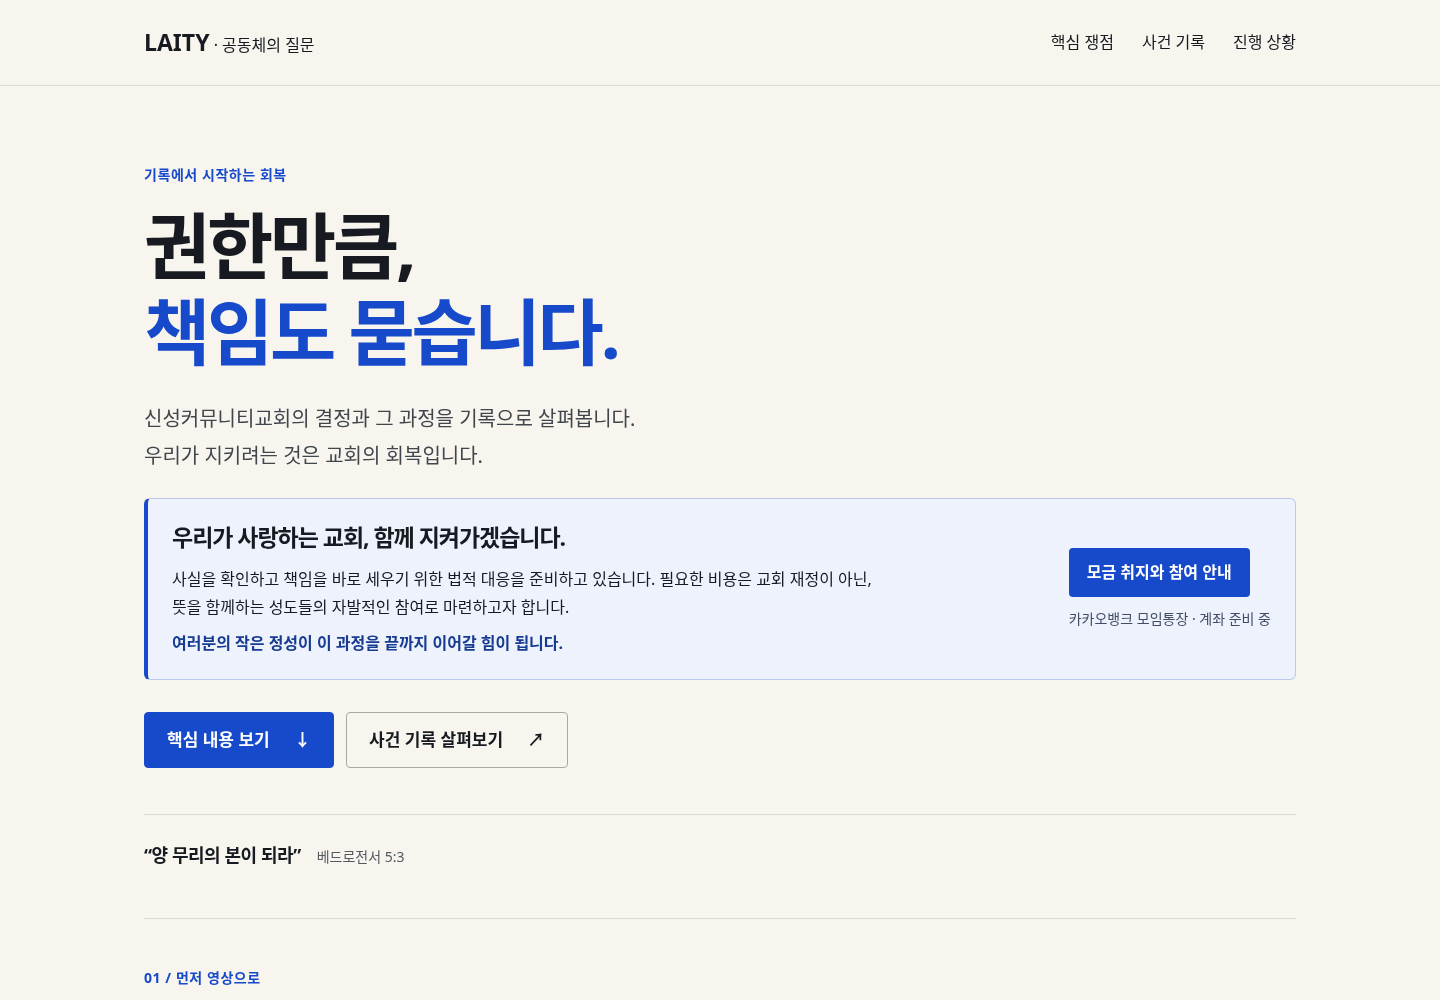 LAITY · 공동체의 질문
핵심 쟁점 사건 기록 진행 상황
기록에서 시작하는 회복
권한만큼,
책임도 묻습니다.
신성커뮤니티교회의 결정과 그 과정을 기록으로 살펴봅니다.
우리가 지키려는 것은 교회의 회복입니다.
우리가 사랑하는 교회, 함께 지켜가겠습니다.
사실을 확인하고 책임을 바로 세우기 위한 법적 대응을 준비하고 있습니다. 필요한 비용은 교회 재정이 아닌,
뜻을 함께하는 성도들의 자발적인 참여로 마련하고자 합니다.
여러분의 작은 정성이 이 과정을 끝까지 이어갈 힘이 됩니다.
모금 취지와 참여 안내
카카오뱅크 모임통장 · 계좌 준비 중
핵심 내용 보기 ↓
사건 기록 살펴보기 ↗
“양 무리의 본이 되라” 베드로전서 5:3
01 / 먼저 영상으로